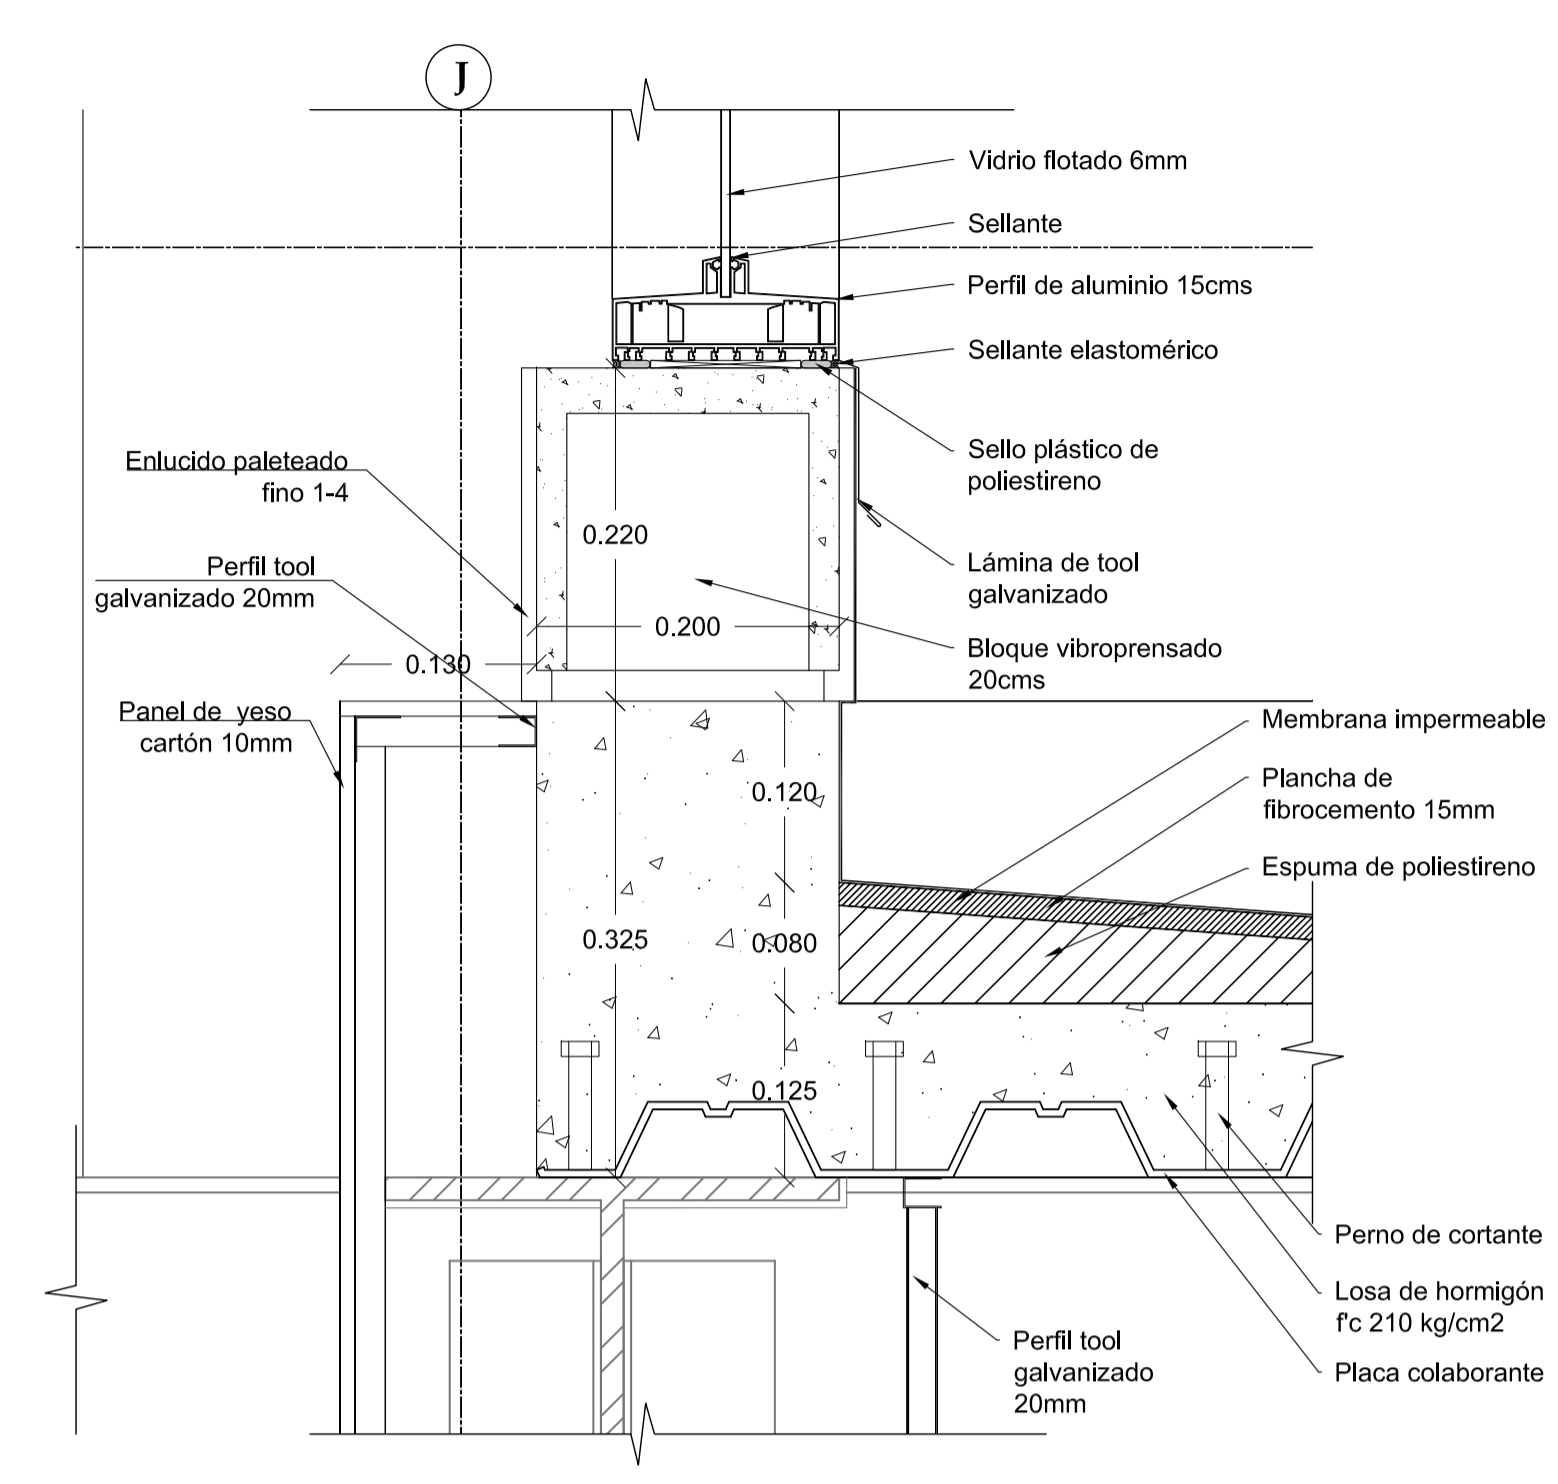 J
Vidrio flotado 6mm
Sellante
Perfil de aluminio 15cms
Sellante elastomérico
Sello plástico de
poliestireno
Enlucido paleteado
fino 1-4
0.220
Perfil tool
galvanizado 20mm
Lámina de tool
galvanizado
0.200
Bloque vibroprensado
20cms
0.130
Panel de yeso
cartón 10mm
Membrana impermeable
Plancha de
fibrocemento 15mm
0.120
Espuma de poliestireno
0.325
0.080
0.125
Perno de cortante
Losa de hormigón
f'c 210 kg/cm2
Placa colaborante
Perfil tool
galvanizado
20mm